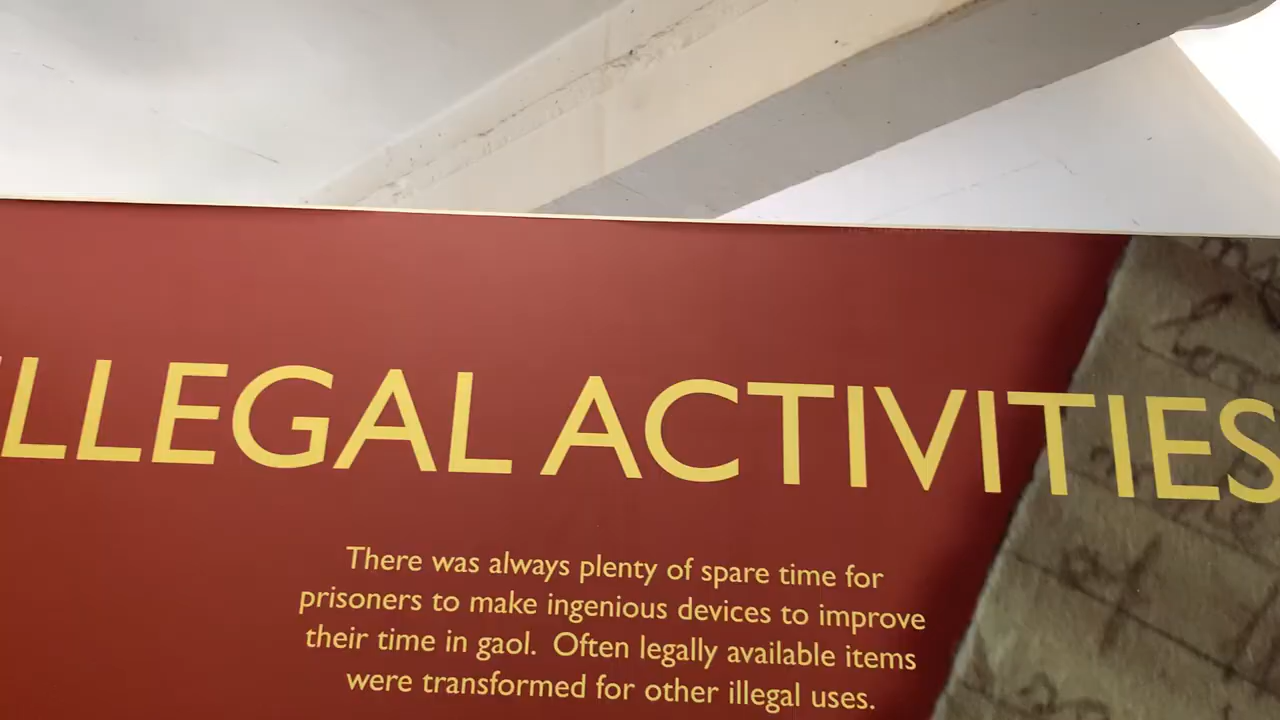 ILLEGAL ACTIVITIES
There was always plenty of spare time for
prisoners to make ingenious devices to improve
their time in gaol. Often legally available items
were transformed for other illegal uses.